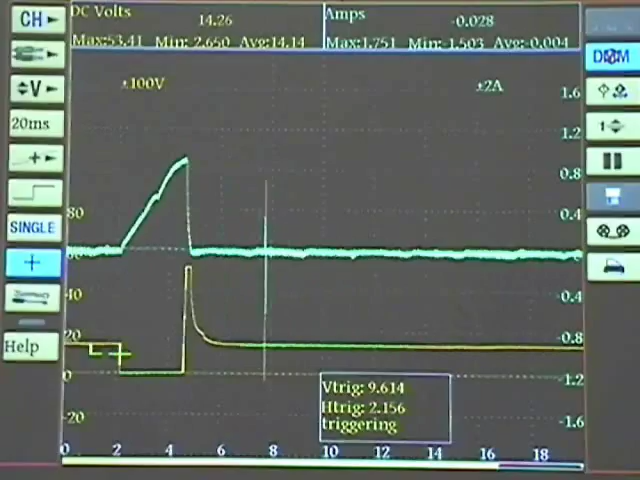 CH
DC Volts
14.26
Max:53.41 Min:-2.650 Avg:14.14
Amps
-0.028
Max:1.751 Min:-1.503 Avg:-0.004
V
20ms
SINGLE
Help
±100V
±2A
80
40
20
0
-20
1.6
1.2
0.8
0.4
-0.4
-0.8
-1.2
-1.6
Vtrig: 9.614
Htrig: 2.156
triggering
0 2 4 6 8 10 12 14 16 18
1